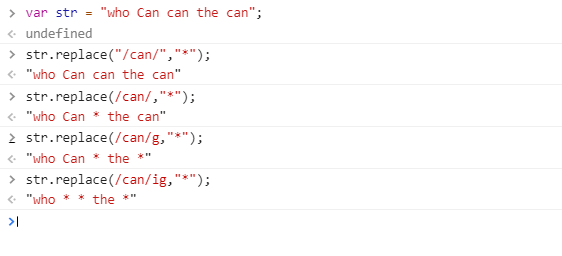 > var str = "who Can can the can";
<· undefined
> str.replace("/can/","*");
<· "who Can can the can"
> str.replace(/can/,"*");
<· "who Can * the can"
> str.replace(/can/g,"*");
<· "who Can * the *"
> str.replace(/can/ig,"*");
<· "who * * the *"
>